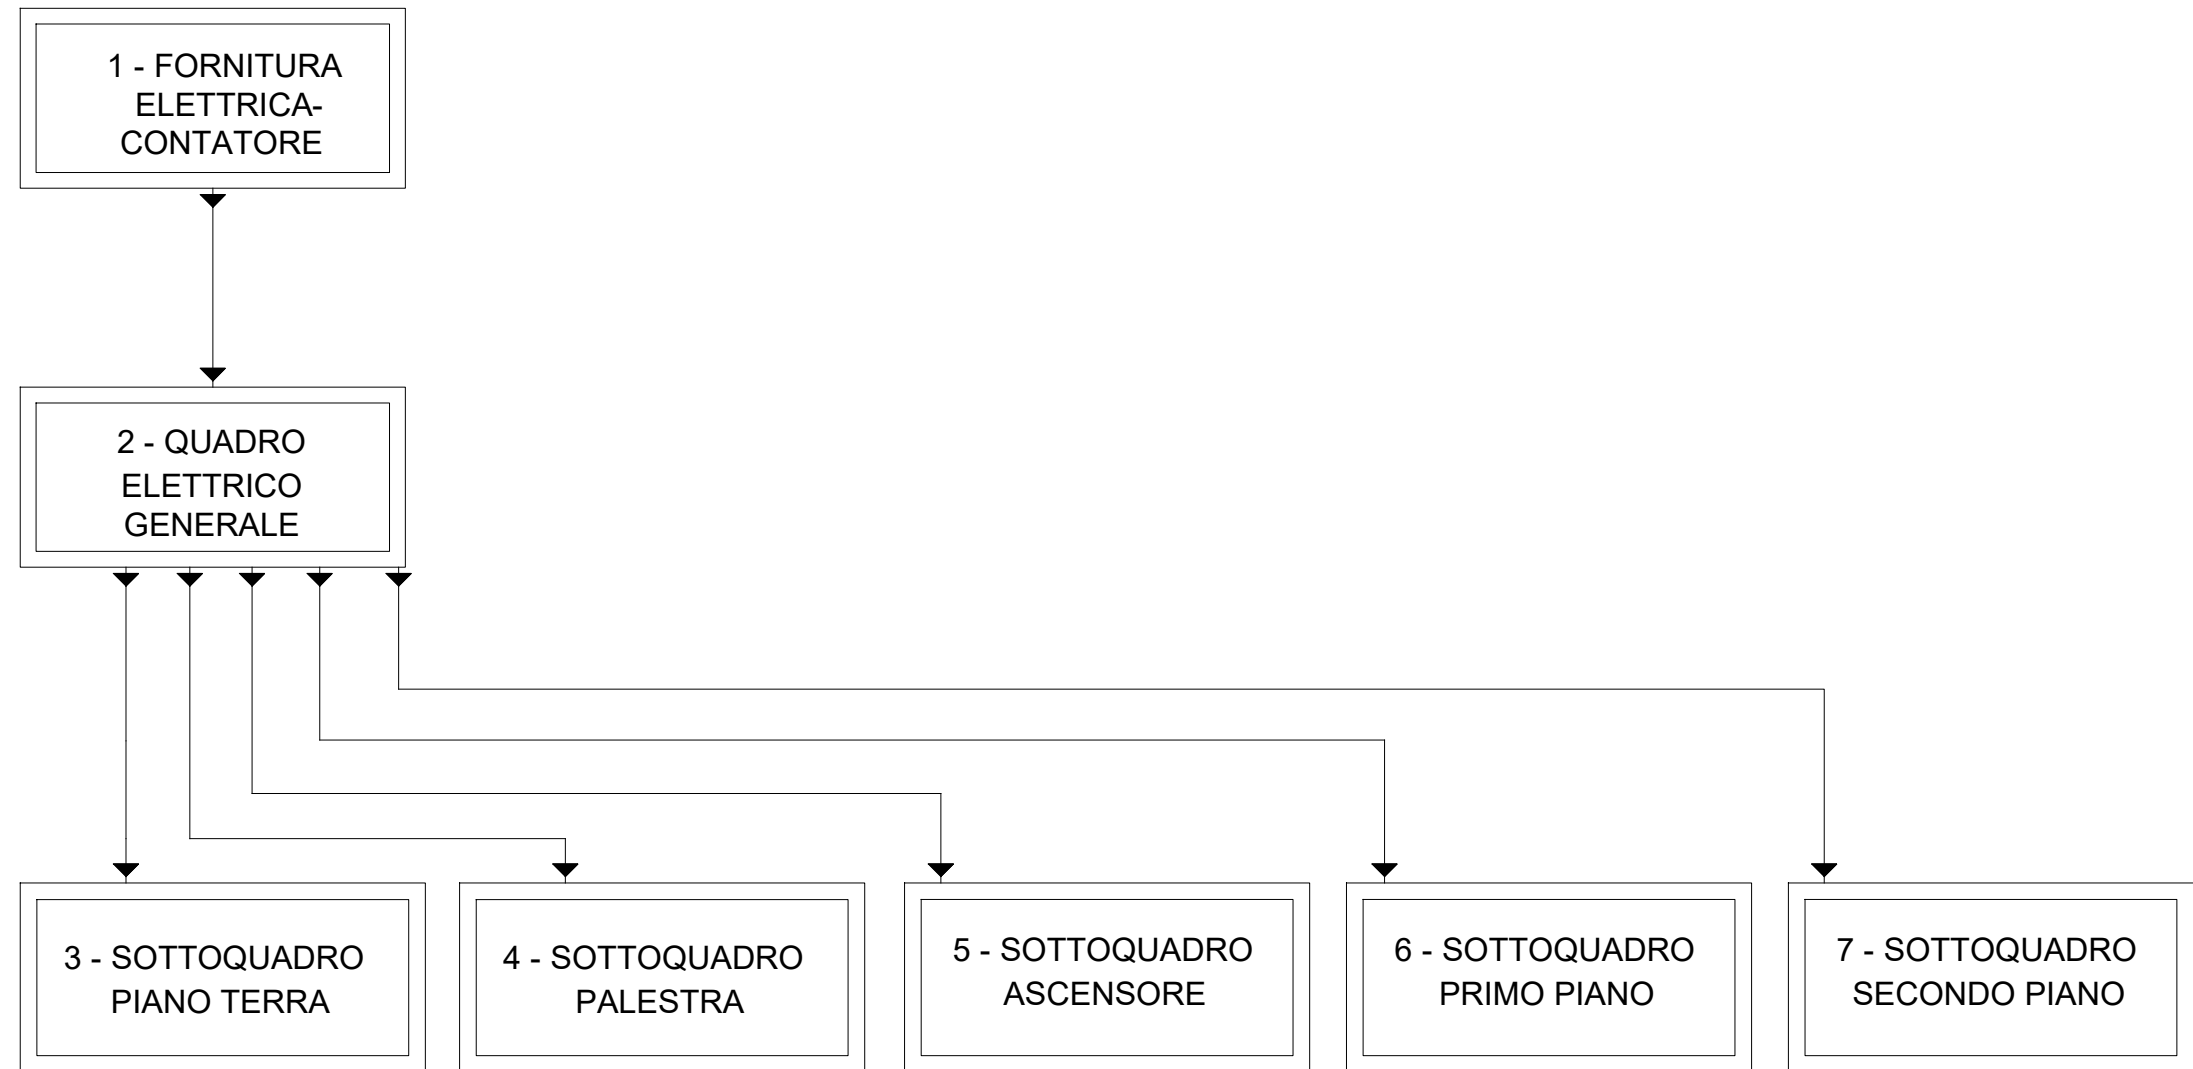 1 - FORNITURA
ELETTRICA-
CONTATORE
2 - QUADRO
ELETTRICO
GENERALE
3 - SOTTOQUADRO
PIANO TERRA
4 - SOTTOQUADRO
PALESTRA
5 - SOTTOQUADRO
ASCENSORE
6 - SOTTOQUADRO
PRIMO PIANO
7 - SOTTOQUADRO
SECONDO PIANO